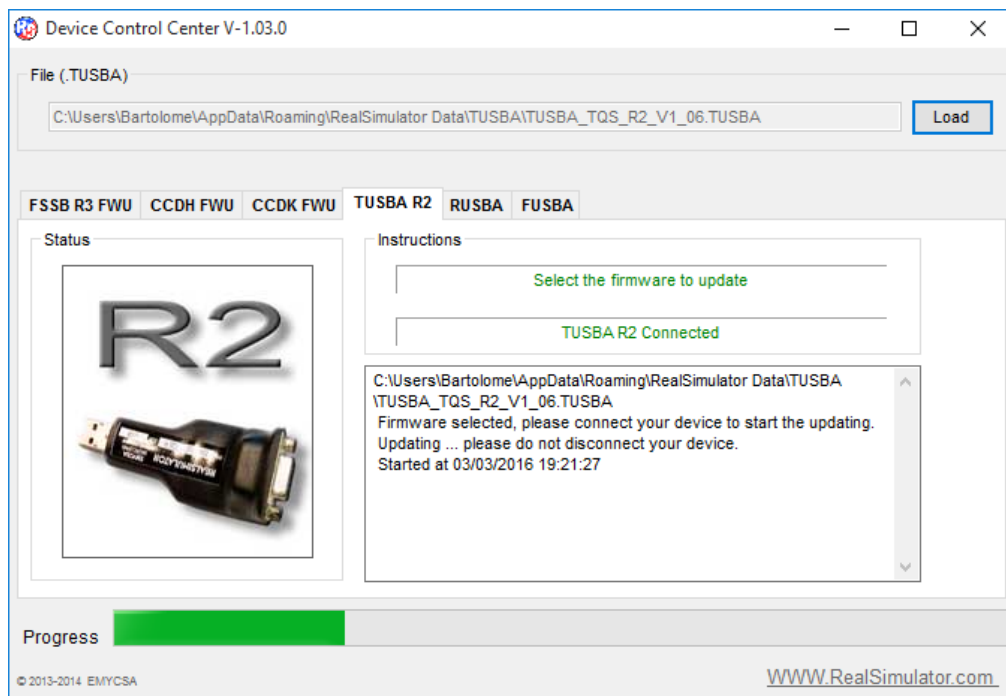 Device Control Center V-1.03.0
File (.TUSBA)
C:\Users\Bartolome\AppData\Roaming\RealSimulator Data\TUSBA\TUSBA_TQS_R2_V1_06.TUSBA
Load
FSSB R3 FWU CCDH FWU CCDK FWU TUSBA R2 RUSBA FUSBA
Status
R2
REALSIMULATOR
Instructions
Select the firmware to update
TUSBA R2 Connected
C:\Users\Bartolome\AppData\Roaming\RealSimulator Data\TUSBA
\TUSBA_TQS_R2_V1_06.TUSBA
Firmware selected, please connect your device to start the updating.
Updating ... please do not disconnect your device.
Started at 03/03/2016 19:21:27
Progress
© 2013-2014 EMYCSA
WWW.RealSimulator.com